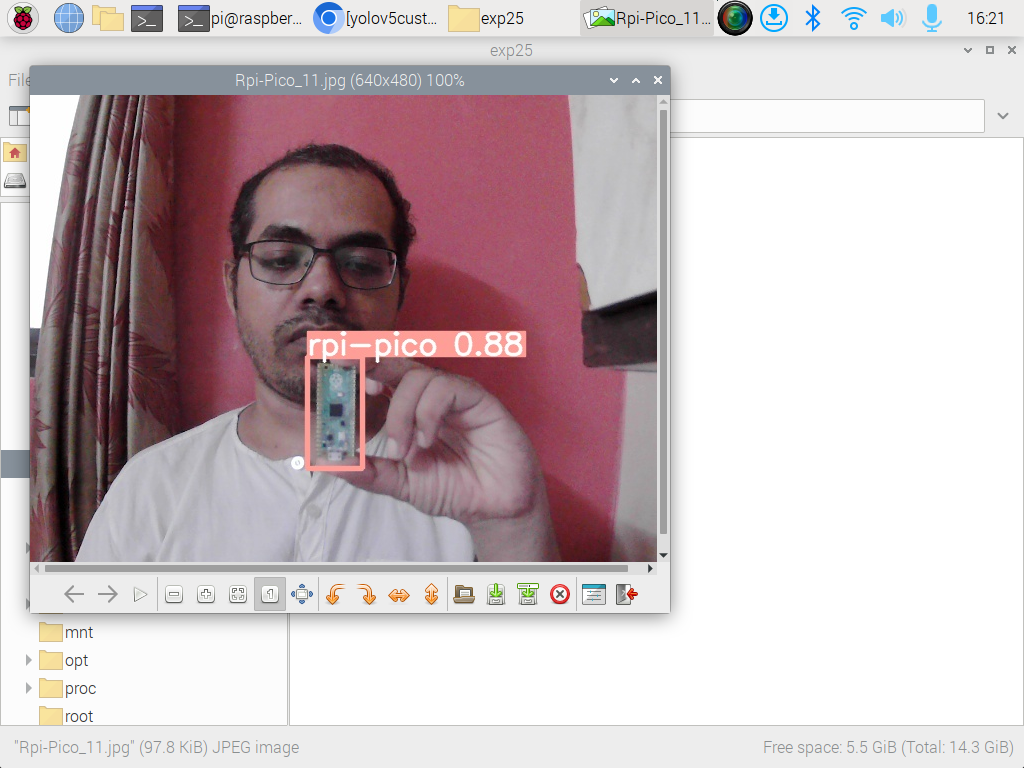 pi@raspber...
[yolov5cust...
exp25
Rpi-Pico_11...
16:21
exp25
File
Rpi-Pico_11.jpg (640x480) 100%
rpi-pico 0.88
mnt
opt
proc
root
"Rpi-Pico_11.jpg" (97.8 KiB) JPEG image
Free space: 5.5 GiB (Total: 14.3 GiB)